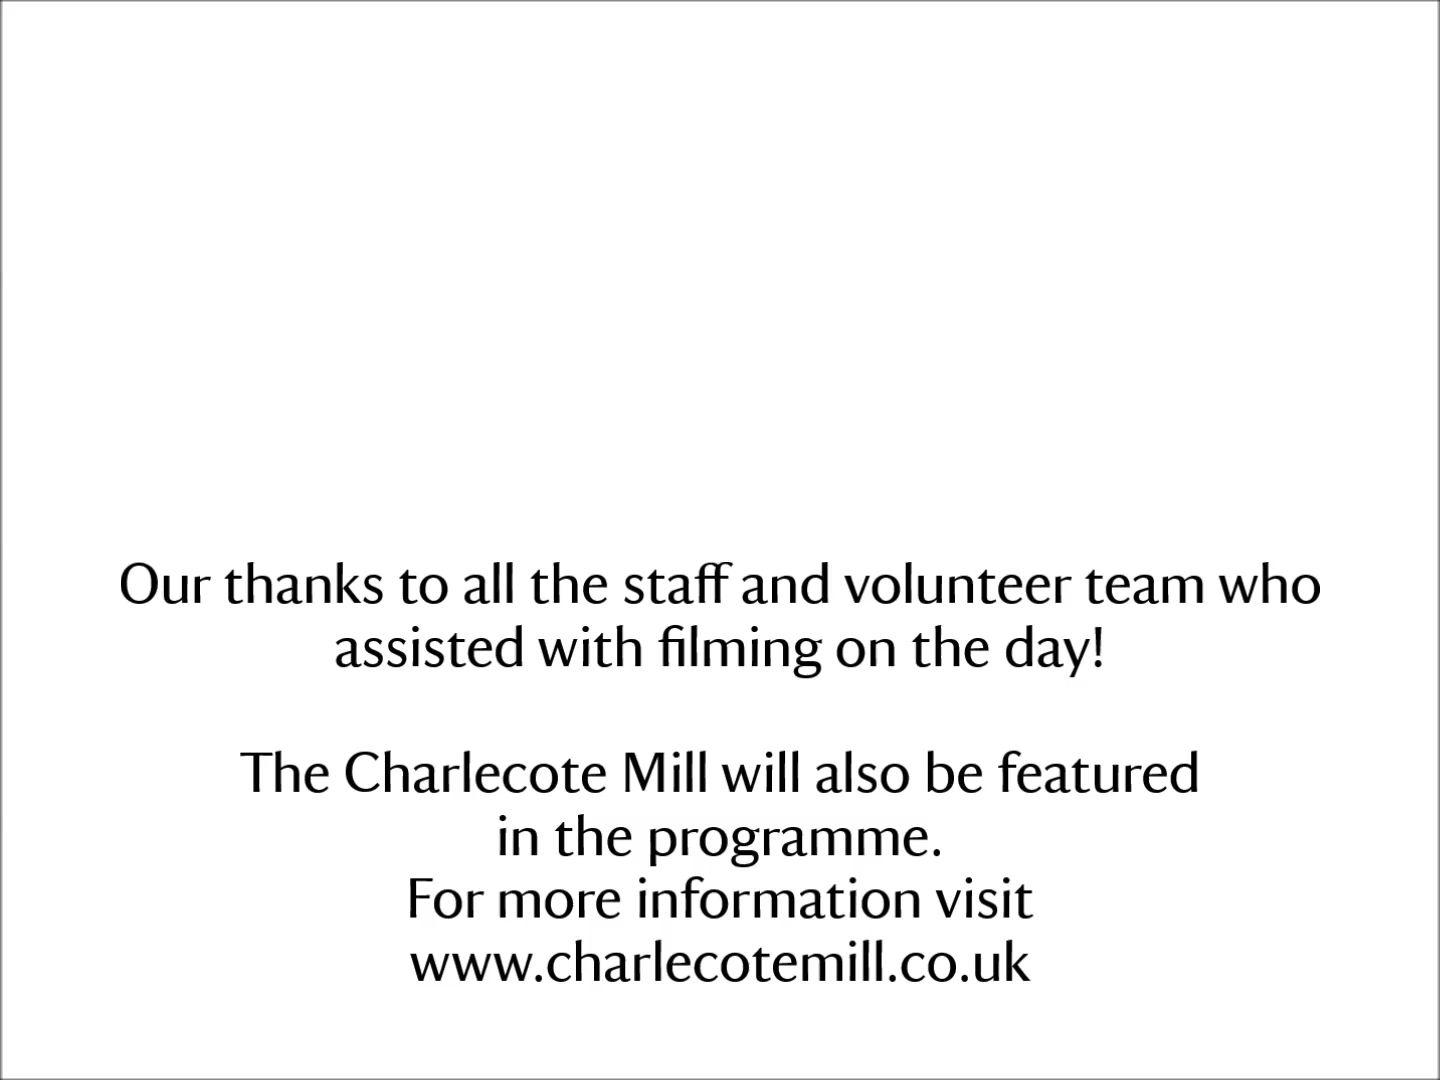 Our thanks to all the staff and volunteer team who
assisted with filming on the day!
The Charlecote Mill will also be featured
in the programme.
For more information visit
www.charlecotemill.co.uk